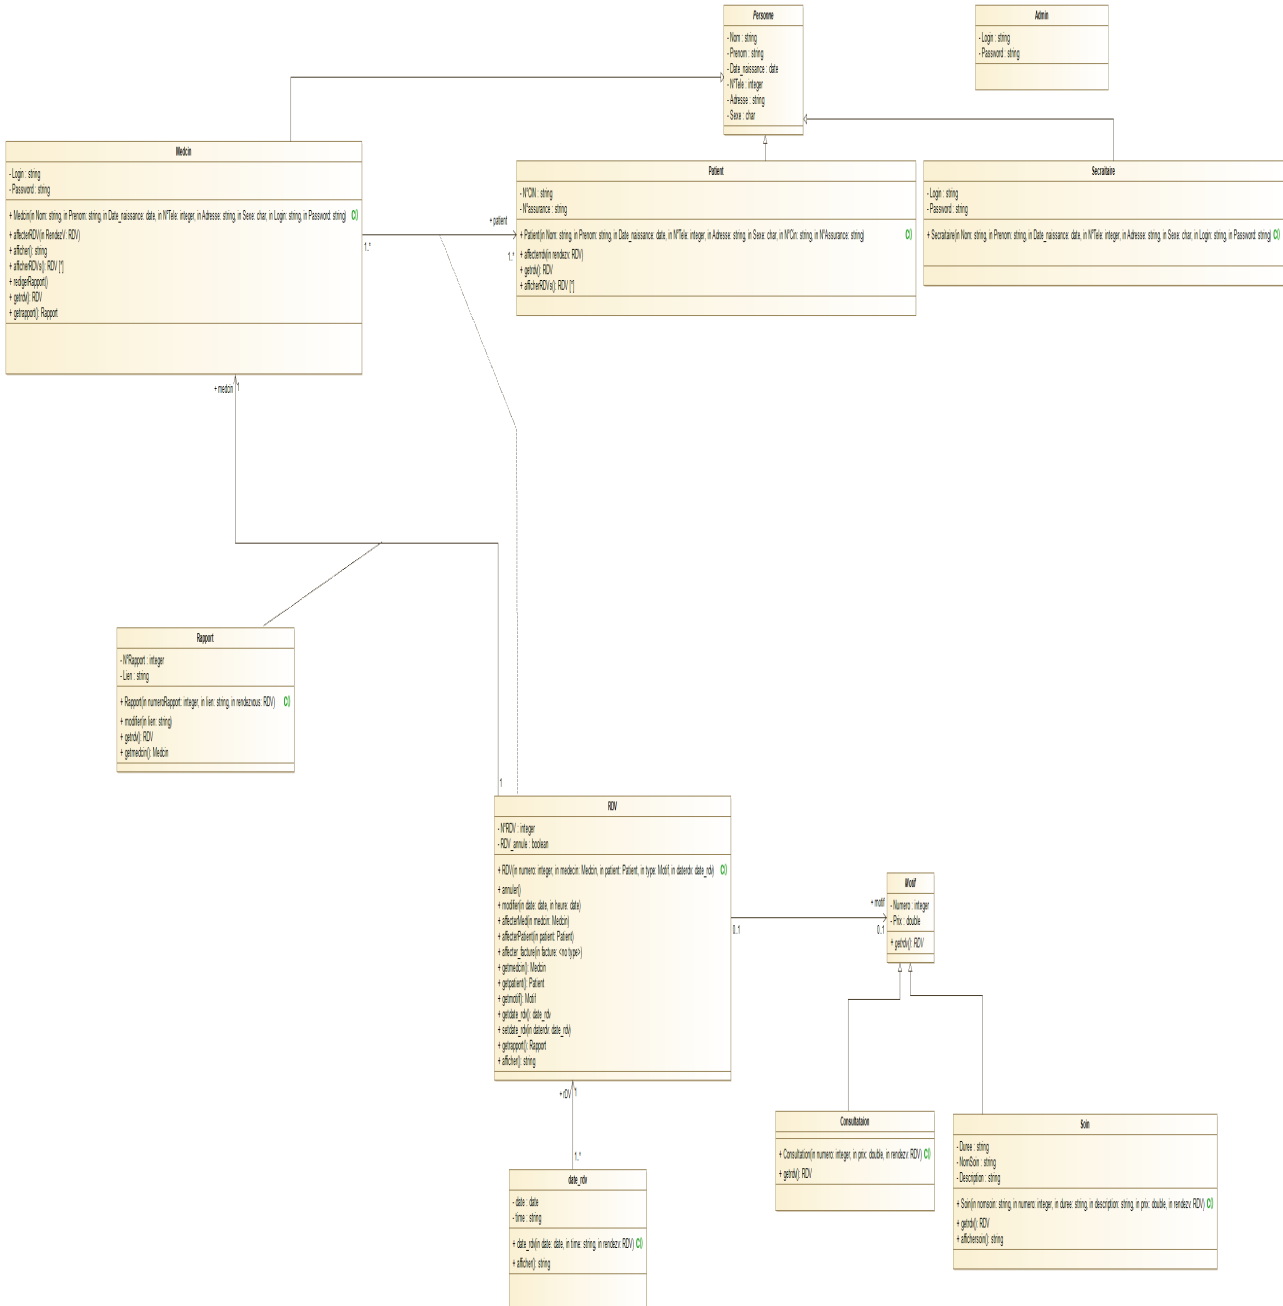 Personne
- Nom : string
- Prenom : string
- Date_naissance : date
- N°Tele : integer
- Adresse : string
- Sexe : char
Admin
- Login : string
- Password : string
Medcin
- Login : string
- Password : string
+ Medcin(in Nom: string, in Prenom: string, in Date_naissance: date, in N°Tele: integer, in Adresse: string, in Sexe: char, in Login: string, in Password: string) C()
+ affecterRDV(in RendezV: RDV)
+ afficher(): string
+ afficherRDVs(): RDV [*]
+ redigerRapport()
+ getrdv(): RDV
+ getrapport(): Rapport
1..*
+ patient
1..*
Patient
- N°CIN : string
- N°assurance : string
+ Patient(in Nom: string, in Prenom: string, in Date_naissance: date, in N°Tele: integer, in Adresse: string, in Sexe: char, in N°Cin: string, in N°Assurance: string) C()
+ affecterrdv(in rendezv: RDV)
+ getrdv(): RDV
+ afficherRDVs(): RDV [*]
Secraitaire
- Login : string
- Password : string
+ Secraitaire(in Nom: string, in Prenom: string, in Date_naissance: date, in N°Tele: integer, in Adresse: string, in Sexe: char, in Login: string, in Password: string) C()
+ medcin 1
Rapport
- N°Rapport : integer
- Lien : string
+ Rapport(in numeroRapport: integer, in lien: string, in rendezvous: RDV) C()
+ modifier(in lien: string)
+ getrdv(): RDV
+ getmedcin(): Medcin
1
RDV
- N°RDV : integer
- RDV_annule : boolean
+ RDV(in numero: integer, in medecin: Medcin, in patient: Patient, in type: Motif, in daterdv: date_rdv) C()
+ annuler()
+ modifier(in date: date, in heure: date)
+ affecterMed(in medcin: Medcin)
+ affecterPatient(in patient: Patient)
+ affecter_facture(in facture: <no type>)
+ getmedcin(): Medcin
+ getpatient(): Patient
+ getmotif(): Motif
+ getdate_rdv(): date_rdv
+ setdate_rdv(in daterdv: date_rdv)
+ getrapport(): Rapport
+ afficher(): string
0..1
+ motif
0..1
Motif
- Numero : integer
- Prix : double
+ getrdv(): RDV
+ rDV 1
1..*
date_rdv
- date : date
- time : string
+ date_rdv(in date: date, in time: string, in rendezv: RDV) C()
+ afficher(): string
Consultataion
+ Consultation(in numero: integer, in prix: double, in rendezv: RDV) C()
+ getrdv(): RDV
Soin
- Duree : string
- NomSoin : string
- Description : string
+ Soin(in nomsoin: string, in numero: integer, in duree: string, in description: string, in prix: double, in rendezv: RDV) C()
+ getrdv(): RDV
+ affichersoin(): string